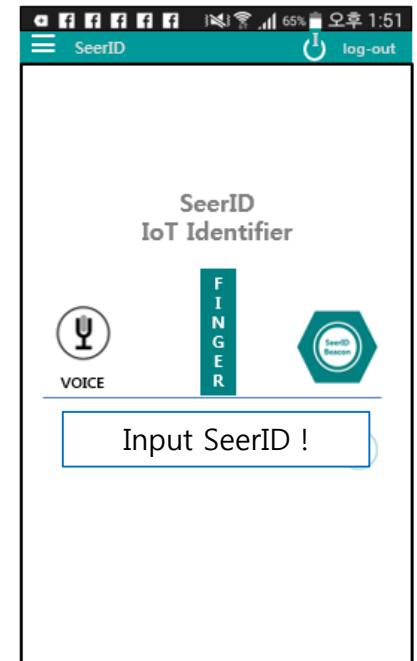 65% 오후 1:51
SeerID log-out
SeerID
IoT Identifier
FINGER
SeerID
Beacon
VOICE
Input SeerID !